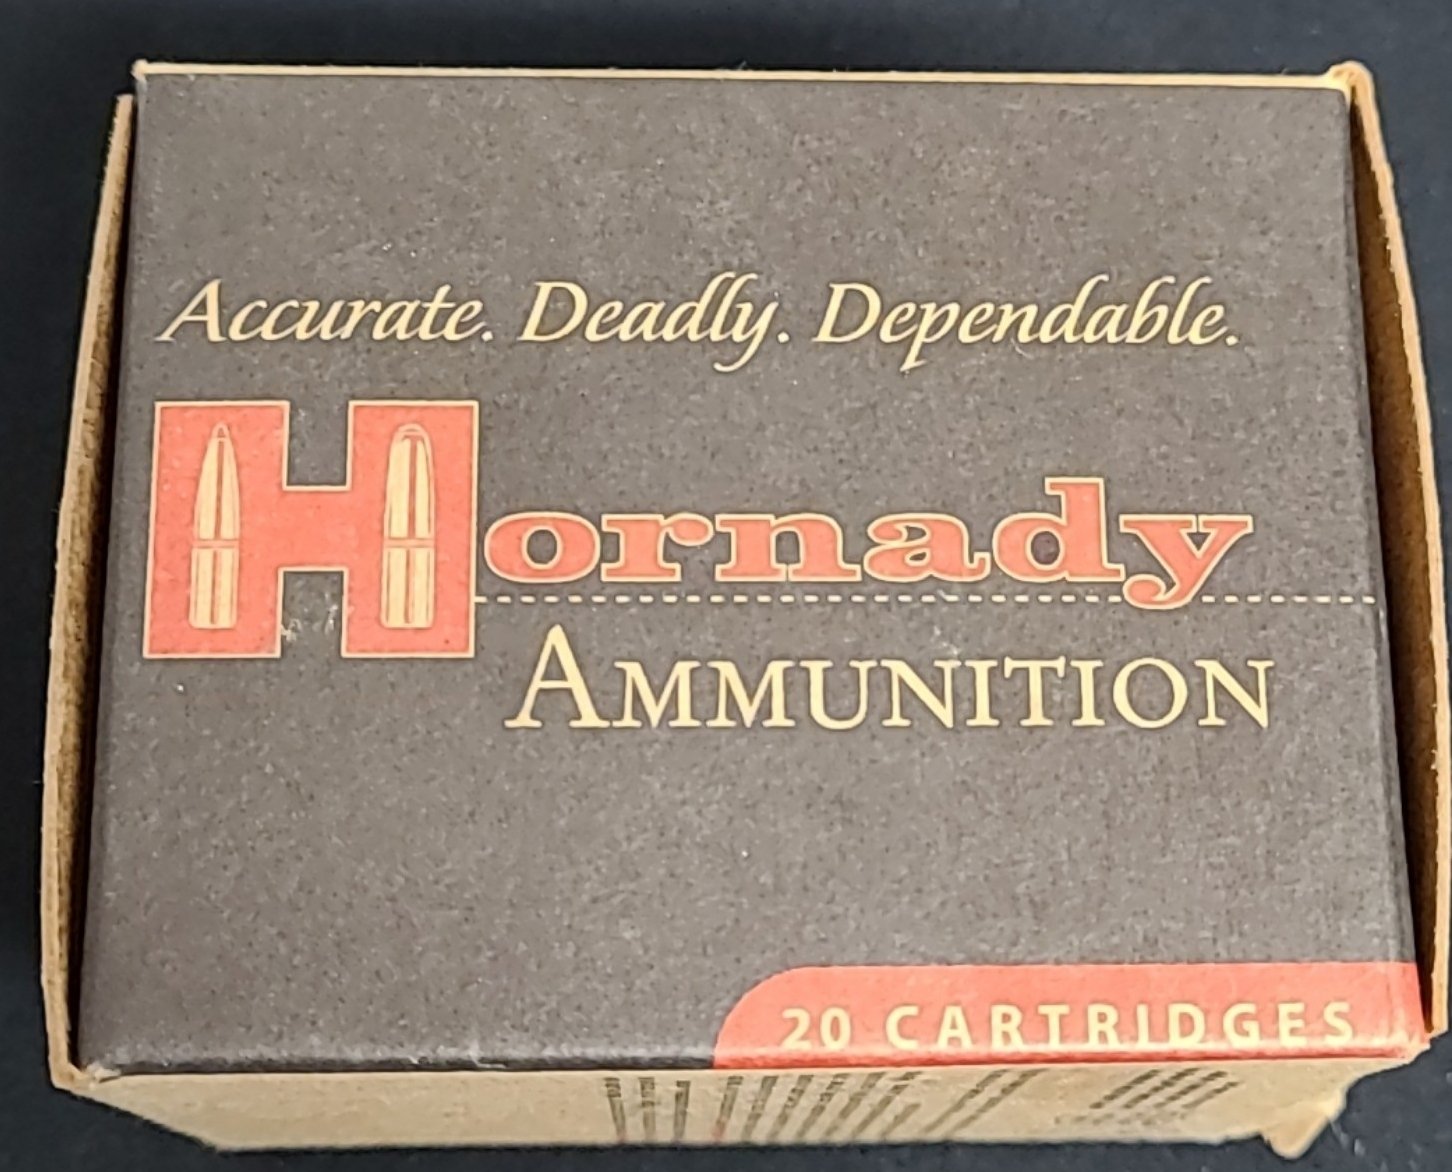 Accurate. Deadly. Dependable.
Hornady
AMMUNITION
20 CARTRIDGES